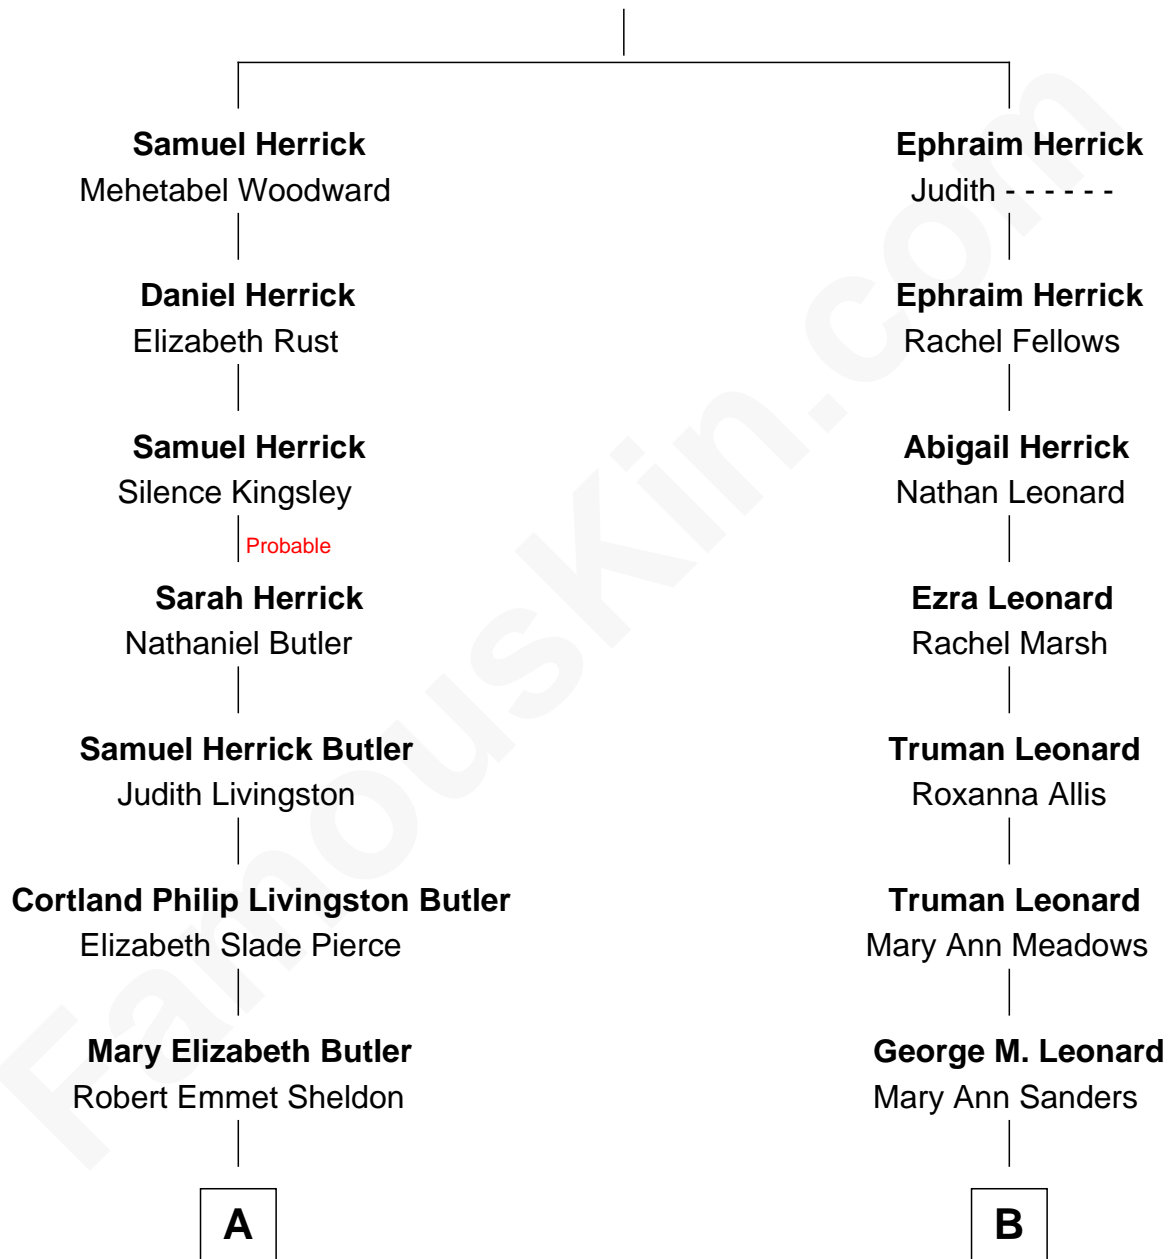 Samuel Herrick
Mehetabel Woodward
Daniel Herrick
Elizabeth Rust
Samuel Herrick
Silence Kingsley
Probable
Sarah Herrick
Nathaniel Butler
Samuel Herrick Butler
Judith Livingston
Cortland Philip Livingston Butler
Elizabeth Slade Pierce
Mary Elizabeth Butler
Robert Emmet Sheldon
A
Ephraim Herrick
Judith - - - - - -
Ephraim Herrick
Rachel Fellows
Abigail Herrick
Nathan Leonard
Ezra Leonard
Rachel Marsh
Truman Leonard
Roxanna Allis
Truman Leonard
Mary Ann Meadows
George M. Leonard
Mary Ann Sanders
B
FamousKin.com